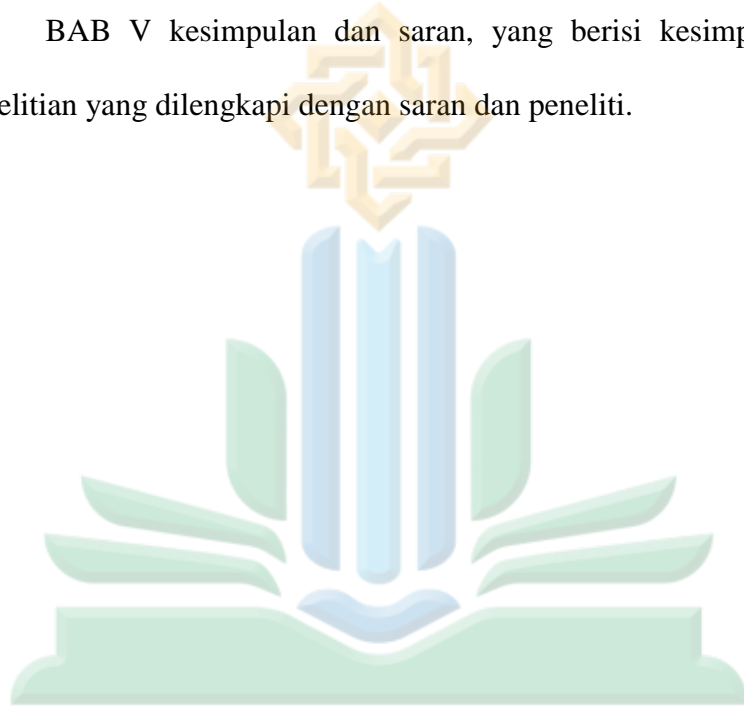 BAB V kesimpulan dan saran, yang berisi kesimp
elitian yang dilengkapi dengan saran dan peneliti.